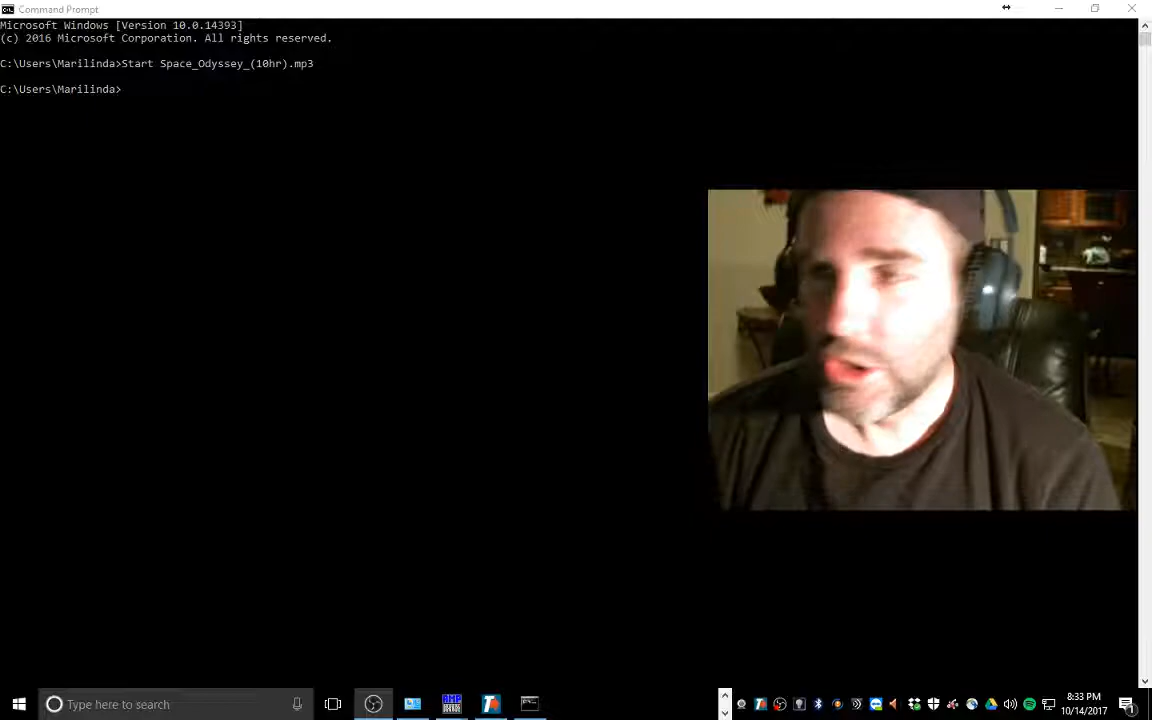 Command Prompt
Microsoft Windows [Version 10.0.14393]
(c) 2016 Microsoft Corporation. All rights reserved.
C:\Users\Marilinda>Start Space_Odyssey_(10hr).mp3
C:\Users\Marilinda>
Type here to search
8:33 PM
10/14/2017
1